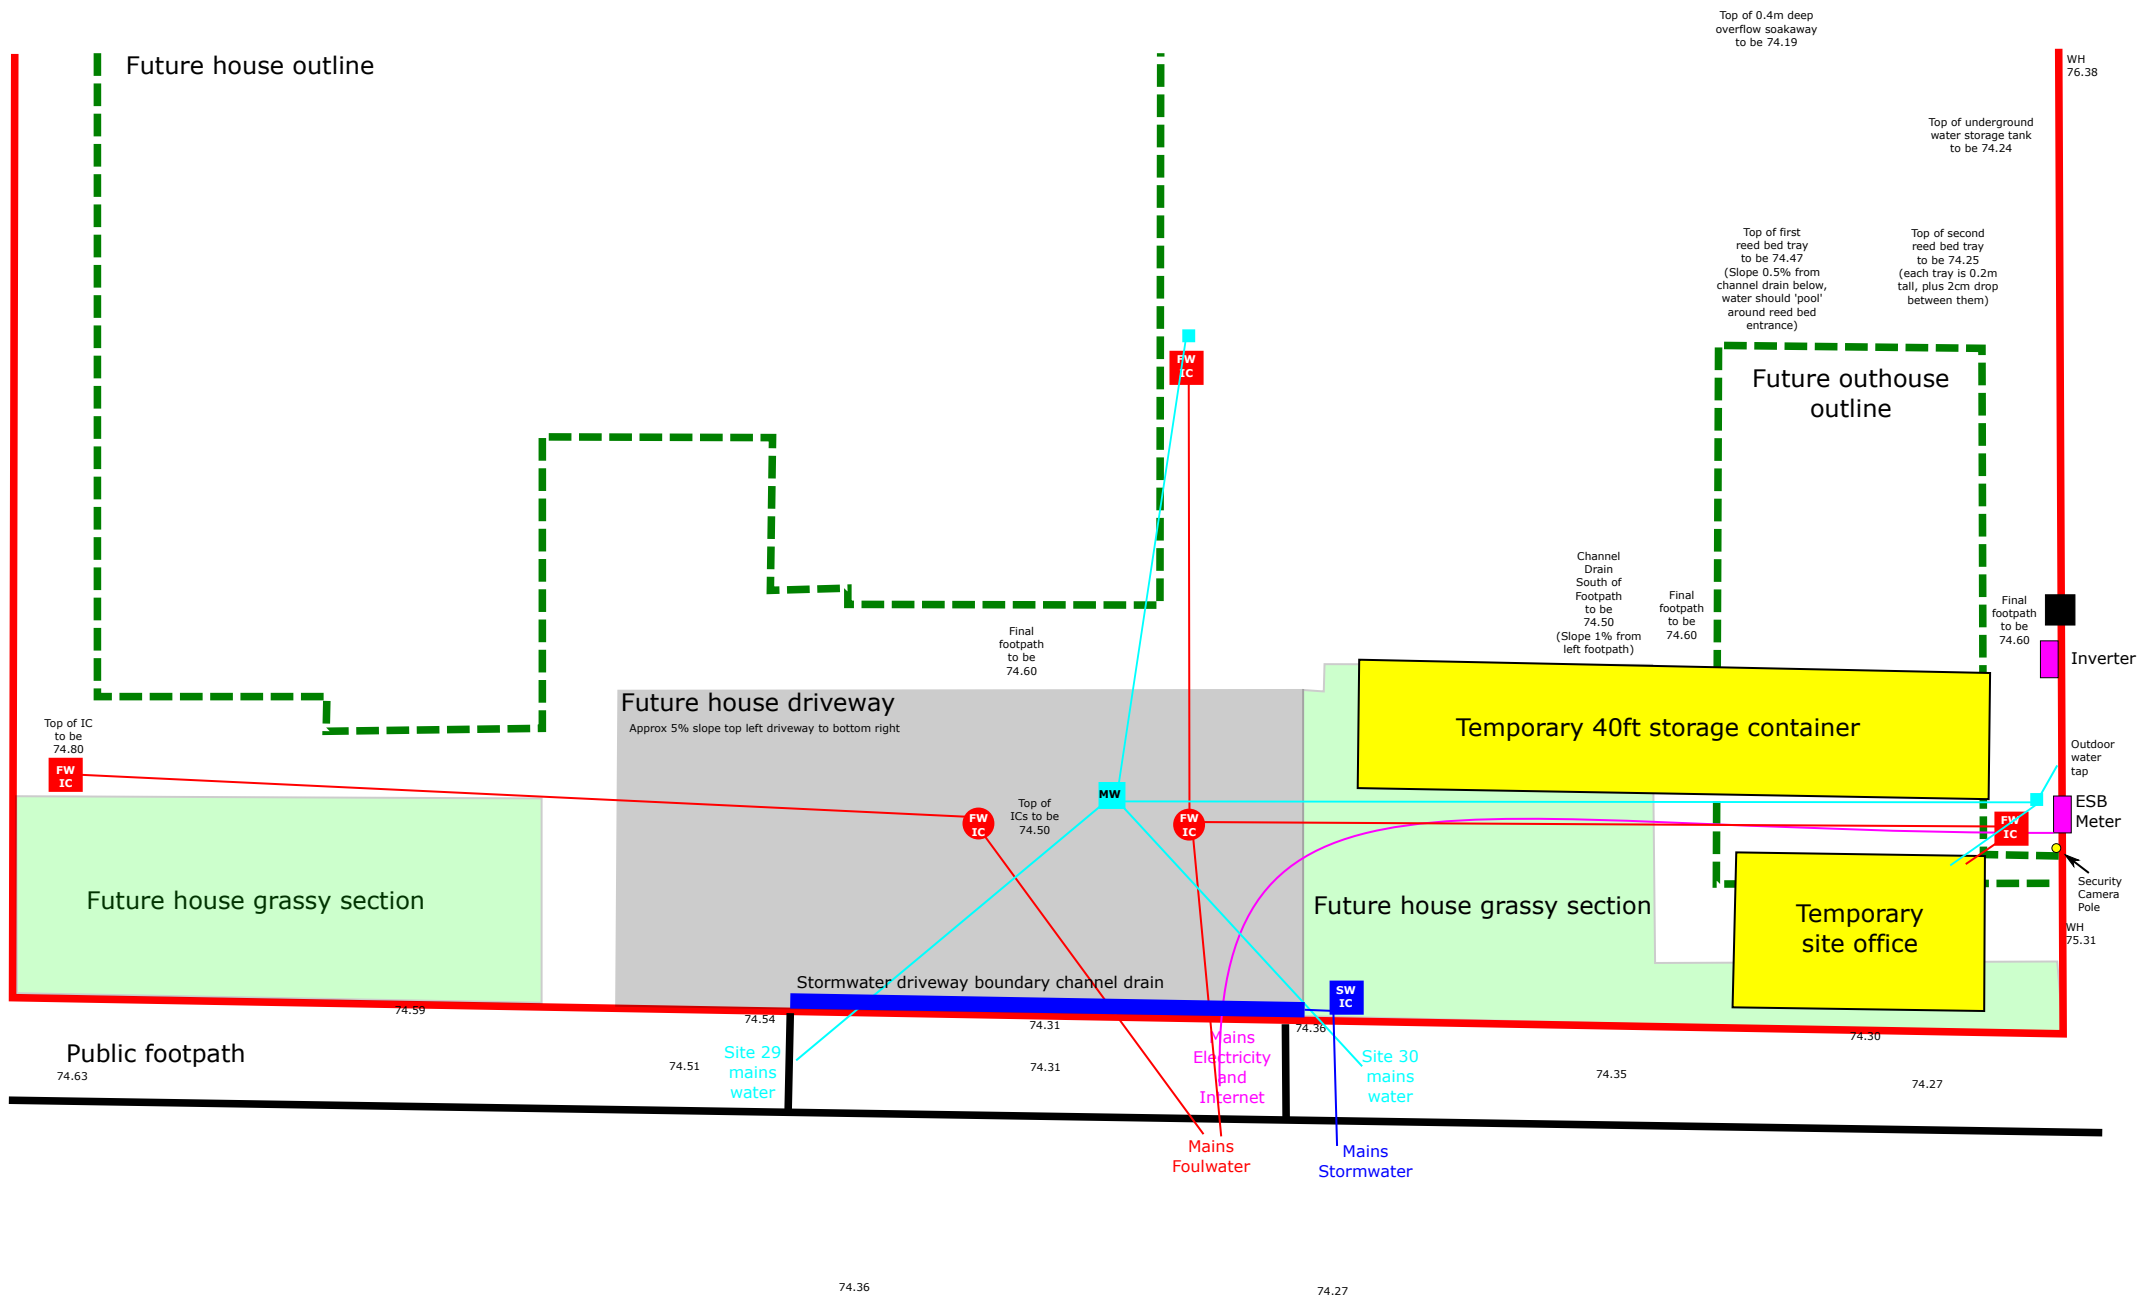 Top of 0.4m deep
overflow soakaway
to be 74.19
Future house outline
WH
76.38
Top of underground
water storage tank
to be 74.24
Top of first
reed bed tray
to be 74.47
(Slope 0.5% from
channel drain below,
water should 'pool'
around reed bed
entrance)
Top of second
reed bed tray
to be 74.25
(each tray is 0.2m
tall, plus 2cm drop
between them)
FW
IC
Future outhouse
outline
Channel
Drain
South of
Footpath
to be
74.50
(Slope 1% from
left footpath)
Final
footpath
to be
74.60
Final
footpath
to be
74.60
Final
footpath
to be
74.60
Inverter
Future house driveway
Approx 5% slope top left driveway to bottom right
Temporary 40ft storage container
Top of IC
to be
74.80
FW
IC
Outdoor
water
tap
MW
Top of
ICs to be
74.50
FW
IC
FW
IC
FW
IC
ESB
Meter
Security
Camera
Pole
Future house grassy section
Future house grassy section
Temporary
site office
WH
75.31
Stormwater driveway boundary channel drain
SW
IC
74.59
74.54
74.31
74.36
74.30
Public footpath
74.63
74.51
Site 29
mains
water
74.31
Mains
Electricity
and
Internet
Site 30
mains
water
74.35
74.27
Mains
Foulwater
Mains
Stormwater
74.36
74.27